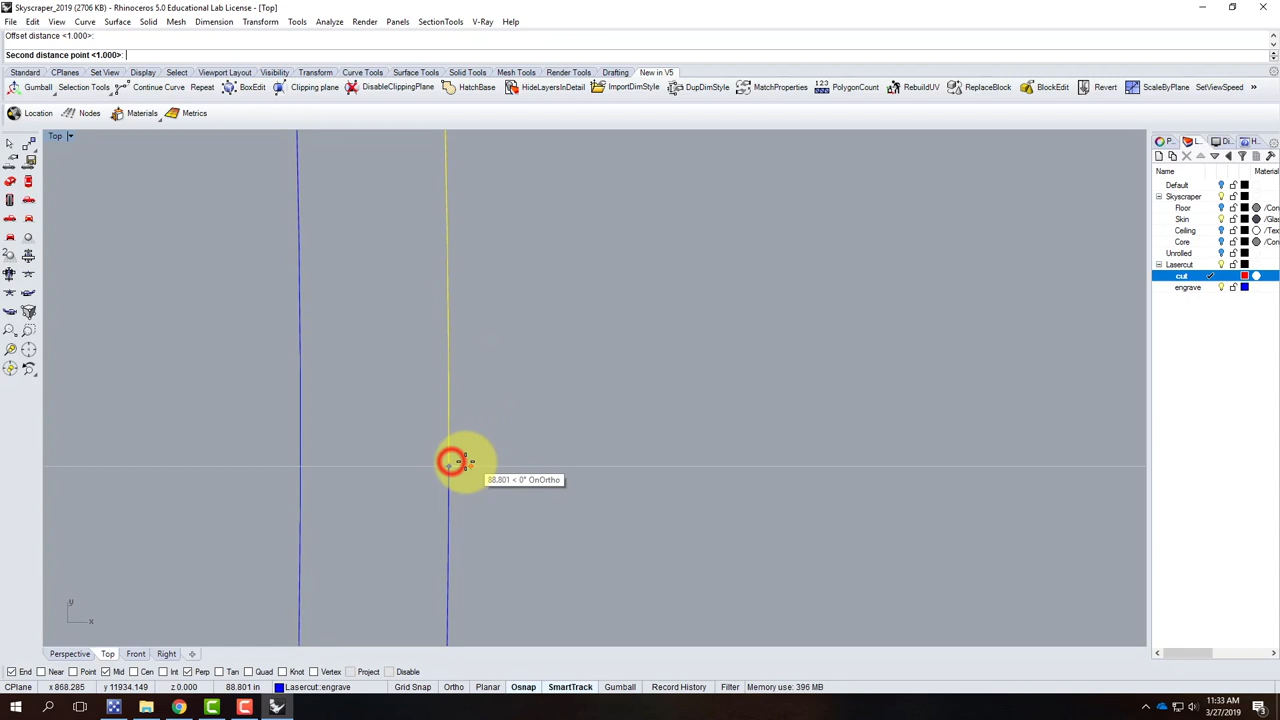 Skyscraper_2019 (2706 KB) - Rhinoceros 5.0 Educational Lab License - [Top]
File Edit View Curve Surface Solid Mesh Dimension Transform Tools Analyze Render Panels SectionTools V-Ray Help
Offset distance <1.000>:
Second distance point <1.000>:
Standard CPlanes Set View Display Select Viewport Layout Visibility Transform Curve Tools Surface Tools Solid Tools Mesh Tools Render Tools Drafting New in V5
Gumball Selection Tools Continue Curve Repeat BoxEdit Clipping plane DisableClippingPlane HatchBase HideLayersInDetail ImportDimStyle DupDimStyle MatchProperties 123 PolygonCount RebuildUV ReplaceBlock BlockEdit Revert ScaleByPlane SetViewSpeed »
Location Nodes Materials Metrics
Top
P... L... Di... H...
Name Material
Default
Skyscraper
Floor /Con
Skin /Glas
Ceiling /Tex
Core /Con
Unrolled
Lasercut
cut
engrave
88.801 < 0° OnOrtho
y
x
Perspective Top Front Right
End Near Point Mid Cen Int Perp Tan Quad Knot Vertex Project Disable
CPlane x 868.285 y 11934.149 z 0.000 88.801 in Lasercut::engrave Grid Snap Ortho Planar Osnap SmartTrack Gumball Record History Filter Memory use: 396 MB
11:33 AM
3/27/2019